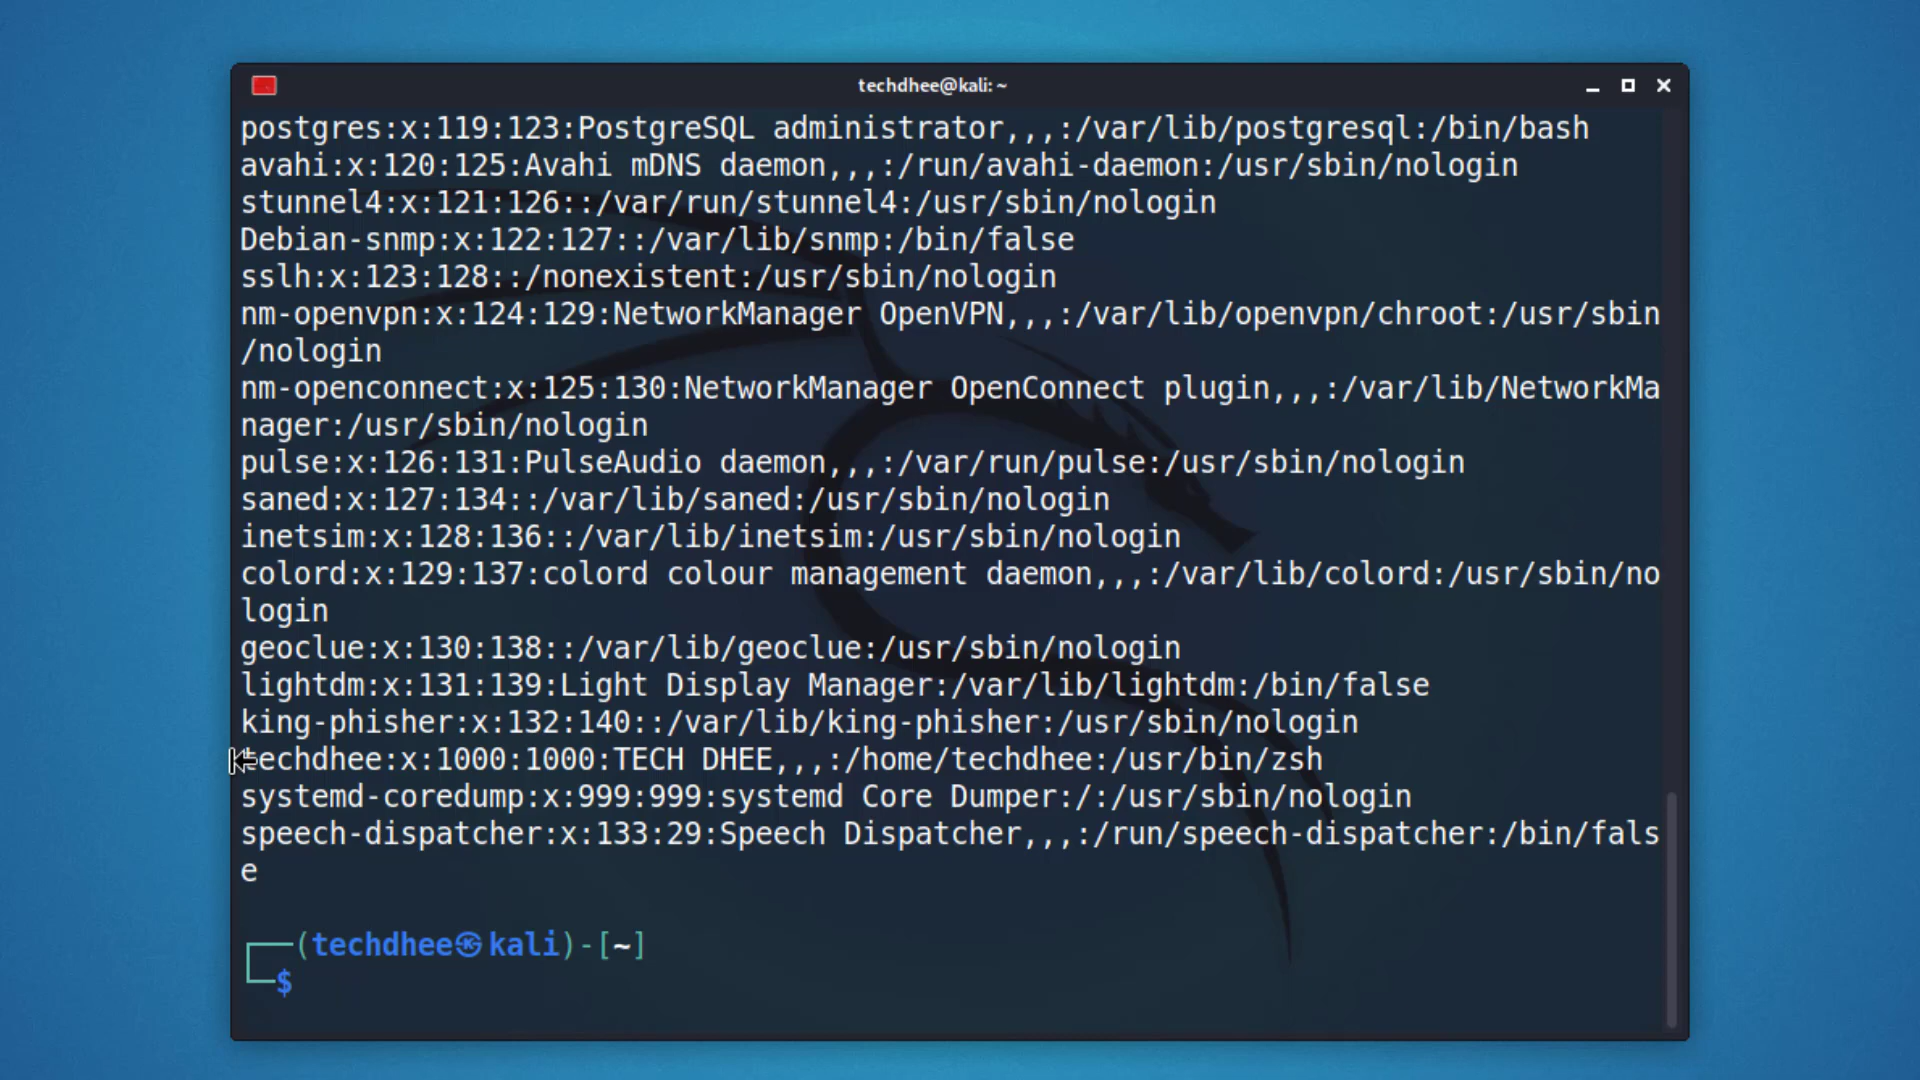 techdhee@kali: ~
postgres:x:119:123:PostgreSQL administrator,,,:/var/lib/postgresql:/bin/bash
avahi:x:120:125:Avahi mDNS daemon,,,:/run/avahi-daemon:/usr/sbin/nologin
stunnel4:x:121:126::/var/run/stunnel4:/usr/sbin/nologin
Debian-snmp:x:122:127::/var/lib/snmp:/bin/false
sslh:x:123:128::/nonexistent:/usr/sbin/nologin
nm-openvpn:x:124:129:NetworkManager OpenVPN,,,:/var/lib/openvpn/chroot:/usr/sbin
/nologin
nm-openconnect:x:125:130:NetworkManager OpenConnect plugin,,,:/var/lib/NetworkMa
nager:/usr/sbin/nologin
pulse:x:126:131:PulseAudio daemon,,,:/var/run/pulse:/usr/sbin/nologin
saned:x:127:134::/var/lib/saned:/usr/sbin/nologin
inetsim:x:128:136::/var/lib/inetsim:/usr/sbin/nologin
colord:x:129:137:colord colour management daemon,,,:/var/lib/colord:/usr/sbin/no
login
geoclue:x:130:138::/var/lib/geoclue:/usr/sbin/nologin
lightdm:x:131:139:Light Display Manager:/var/lib/lightdm:/bin/false
king-phisher:x:132:140::/var/lib/king-phisher:/usr/sbin/nologin
techdhee:x:1000:1000:TECH DHEE,,,:/home/techdhee:/usr/bin/zsh
systemd-coredump:x:999:999:systemd Core Dumper:/:/usr/sbin/nologin
speech-dispatcher:x:133:29:Speech Dispatcher,,,:/run/speech-dispatcher:/bin/fals
e
┌──(techdhee㉿kali)-[~]
└─$